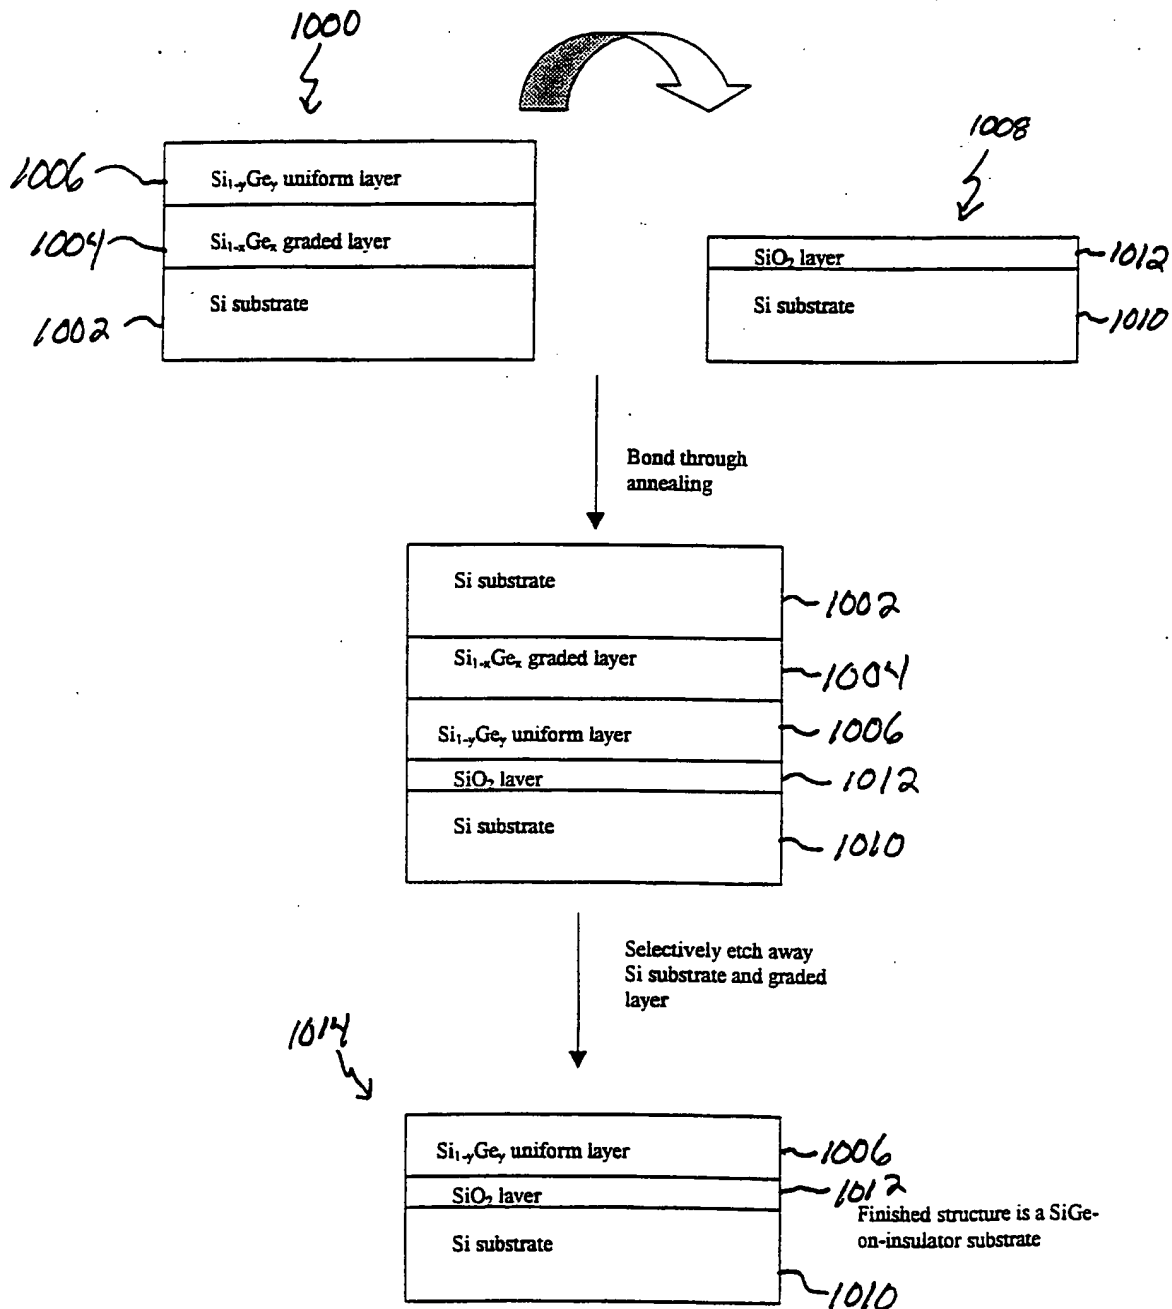 1000
1008
1006
Si₁₋yGey uniform layer
1004
Si₁₋ₓGeₓ graded layer
SiO₂ layer
1012
Si substrate
1002
Si substrate
1010
Bond through
annealing
Si substrate
1002
Si₁₋ₓGeₓ graded layer
1004
Si₁₋yGey uniform layer
1006
SiO₂ layer
1012
Si substrate
1010
Selectively etch away
Si substrate and graded
layer
1014
Si₁₋yGey uniform layer
1006
SiO₂ layer
1012
Finished structure is a SiGe-
on-insulator substrate
Si substrate
1010